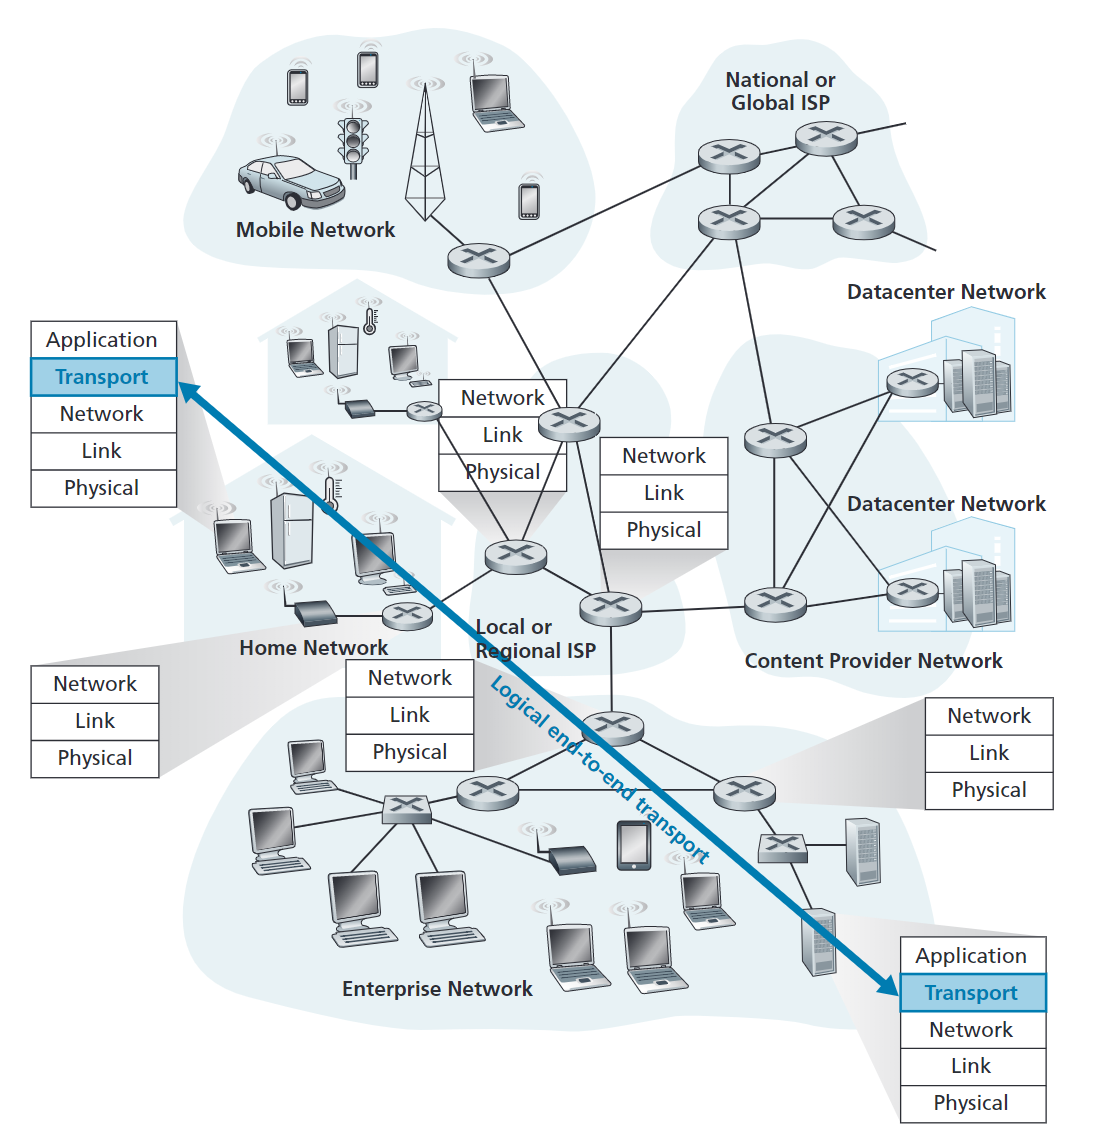 National or
Global ISP
Mobile Network
Datacenter Network
Application
Transport
Network
Link
Physical
Network
Link
Physical
Network
Link
Physical
Datacenter Network
Home Network
Local or
Regional ISP
Content Provider Network
Network
Link
Physical
Network
Link
Physical
Logical end-to-end transport
Network
Link
Physical
Enterprise Network
Application
Transport
Network
Link
Physical